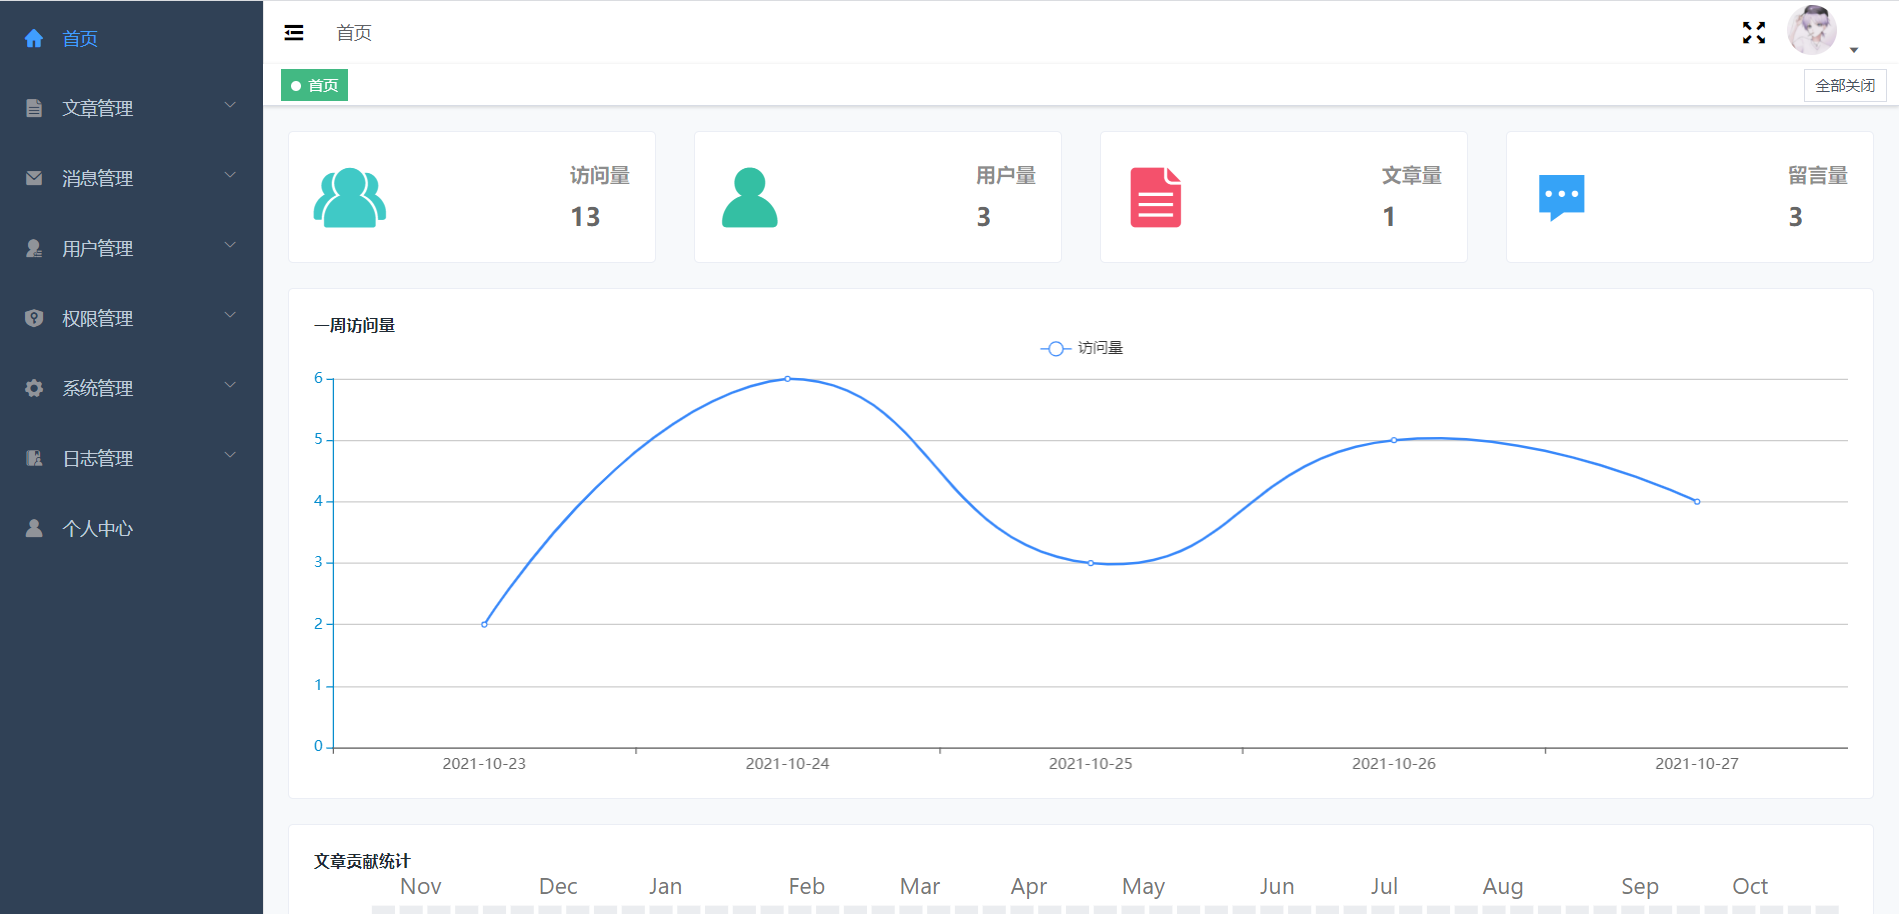 首页
文章管理
消息管理
用户管理
权限管理
系统管理
日志管理
个人中心
首页
首页
全部关闭
访问量
13
用户量
3
文章量
1
留言量
3
一周访问量
访问量
6
5
4
3
2
1
0
2021-10-23 2021-10-24 2021-10-25 2021-10-26 2021-10-27
文章贡献统计
Nov Dec Jan Feb Mar Apr May Jun Jul Aug Sep Oct